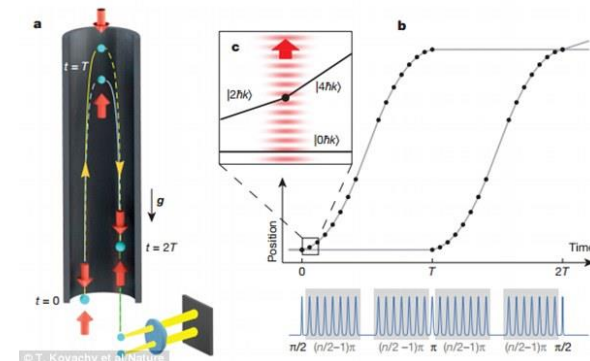 a
t = T
g
t = 2T
t = 0
© T. Kovachy et al/Nature
c
|2ℏk⟩
|4ℏk⟩
|0ℏk⟩
b
Position
0
T
2T
Time
π/2 (n/2–1)π (n/2 –1)π π (n/2 –1)π (n/2–1)π π/2